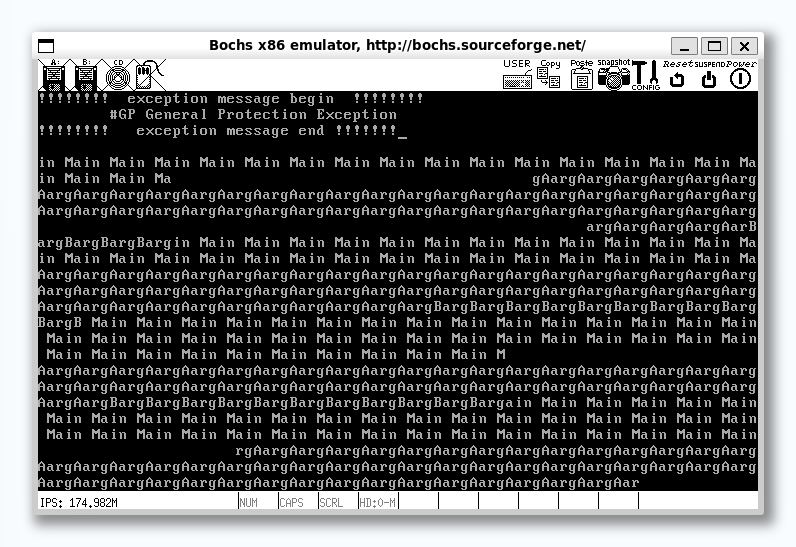 Bochs x86 emulator, http://bochs.sourceforge.net/
A: B: CD USER Copy Paste Snapshot CONFIG Reset SUSPEND Power
!!!!!!!!  exception message begin  !!!!!!!!
#GP General Protection Exception
!!!!!!!!   exception message end !!!!!!!_
in Main Main Main Main Main Main Main Main Main Main Main Main Main Main Main Ma
in Main Main Ma gAargAargAargAargAargAarg
AargAargAargAargAargAargAargAargAargAargAargAargAargAargAargAargAargAargAargAarg
AargAargAargAargAargAargAargAargAargAargAargAargAargAargAargAargAargAargAargAarg
argAargAargAargAarB
argBargBargBargin Main Main Main Main Main Main Main Main Main Main Main Main Ma
in Main Main Main Main Main Main Main Main Main Main Main Main Main Main Main Ma
AargAargAargAargAargAargAargAargAargAargAargAargAargAargAargAargAargAargAargAarg
AargAargAargAargAargAargAargAargAargAargAargAargAargAargAargAargAargAargAargAarg
AargAargAargAargAargAargAargAargAargAargAargBargBargBargBargBargBargBargBargBarg
BargB Main Main Main Main Main Main Main Main Main Main Main Main Main Main Main
Main Main Main Main Main Main Main Main Main Main Main Main Main Main Main Main
Main Main Main Main Main Main Main Main Main Main M
AargAargAargAargAargAargAargAargAargAargAargAargAargAargAargAargAargAargAargAarg
AargAargAargAargAargAargAargAargAargAargAargAargAargAargAargAargAargAargAargAarg
AargAargBargBargBargBargBargBargBargBargBargBargBargain Main Main Main Main Main
Main Main Main Main Main Main Main Main Main Main Main Main Main Main Main Main
Main Main Main Main Main Main Main Main Main Main Main Main Main Main Main Main
rgAargAargAargAargAargAargAargAargAargAargAargAargAargAarg
AargAargAargAargAargAargAargAargAargAargAargAargAargAargAargAargAargAargAargAarg
AargAargAargAargAargAargAargAargAargAargAargAargAargAargAargAargAar
IPS: 174.982M NUM CAPS SCRL HD:0-M